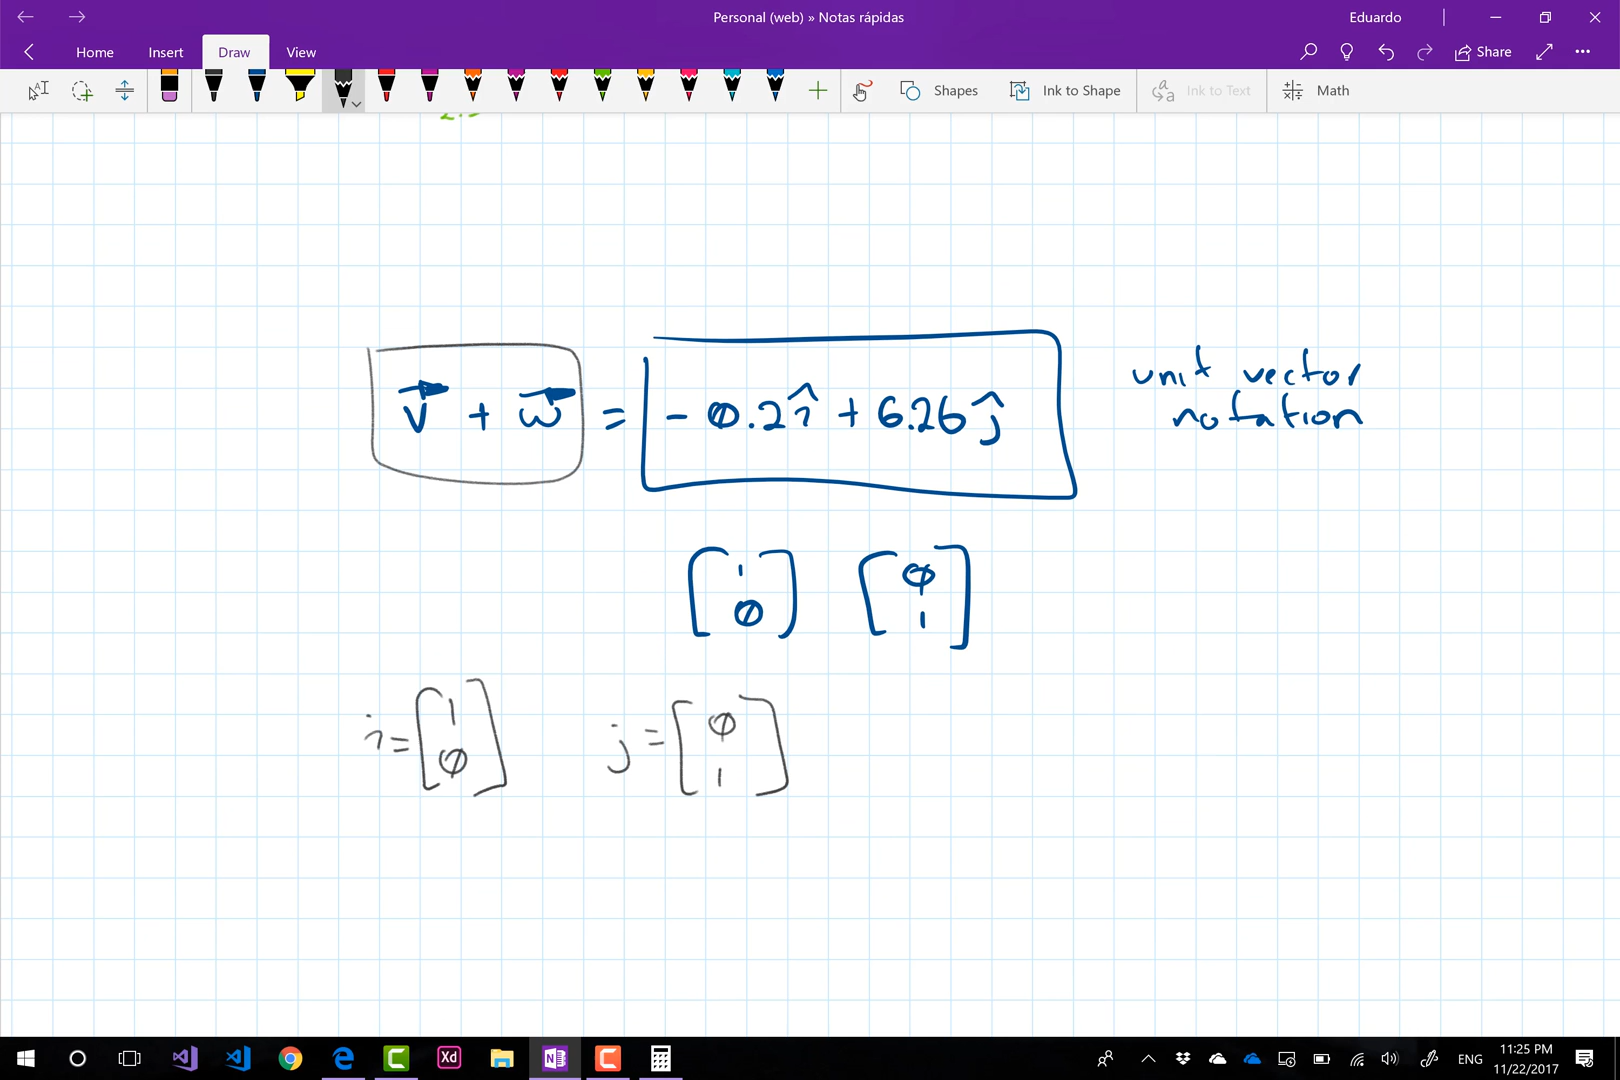 Personal (web) » Notas rápidas
Eduardo
Home Insert Draw View
Share
Shapes Ink to Shape Ink to Text Math
v⃗ + w⃗ = - 0.2î + 6.26ĵ
unit vector
notation
[1 0] [0 1]
i = [1 0] j = [0 1]
Xd
N
ENG
11:25 PM
11/22/2017